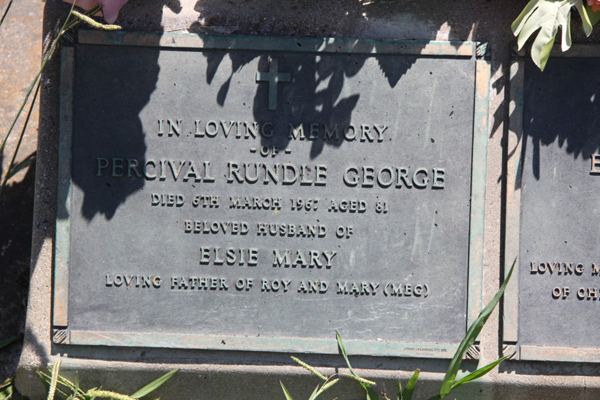 IN LOVING MEMORY
- OF -
PERCIVAL RUNDLE GEORGE
DIED 6TH MARCH 1967 AGED 81
BELOVED HUSBAND OF
ELSIE MARY
LOVING FATHER OF ROY AND MARY (MEG)
LOVING
OF